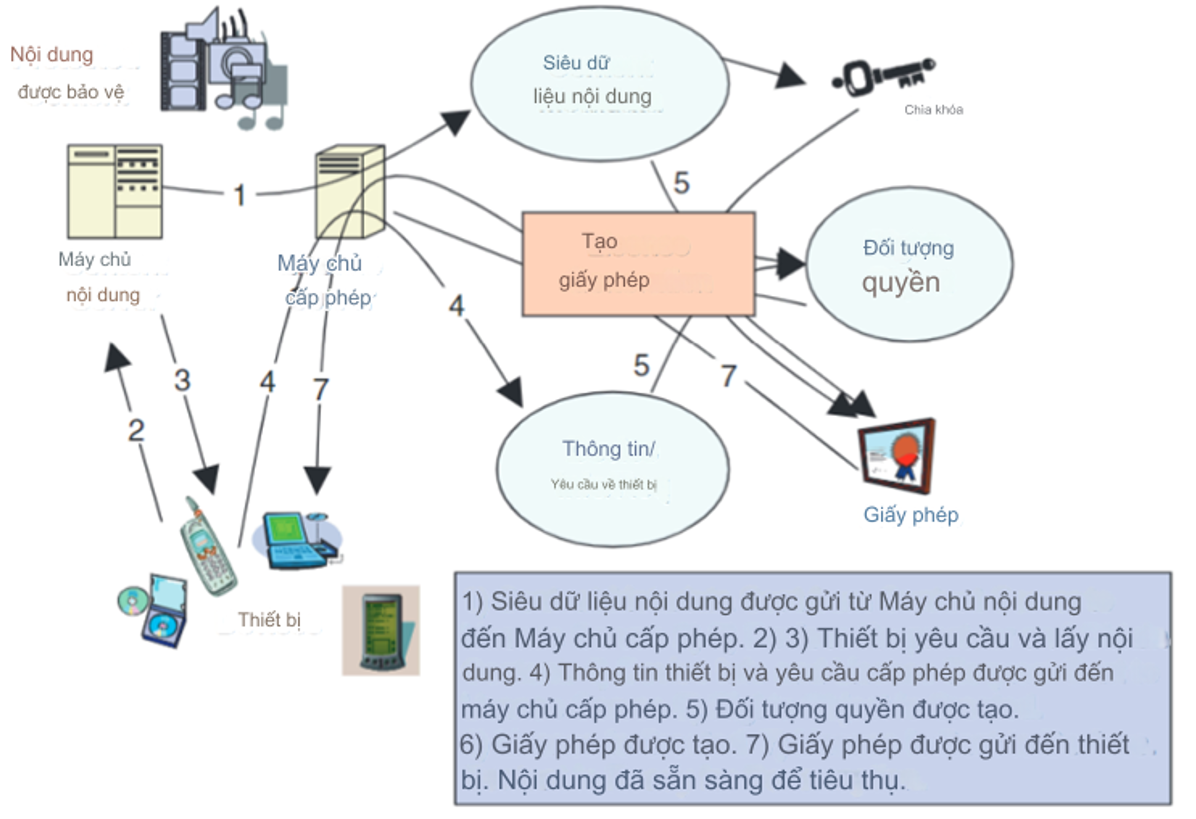 Nội dung
được bảo vệ
Siêu dữ
liệu nội dung
Chìa khóa
1
5
Máy chủ
nội dung
Máy chủ
cấp phép
Tạo
giấy phép
Đối tượng
quyền
4
3
4
7
5
7
2
Thông tin/
Yêu cầu về thiết bị
Giấy phép
Thiết bị
1) Siêu dữ liệu nội dung được gửi từ Máy chủ nội dung
đến Máy chủ cấp phép. 2) 3) Thiết bị yêu cầu và lấy nội
dung. 4) Thông tin thiết bị và yêu cầu cấp phép được gửi đến
máy chủ cấp phép. 5) Đối tượng quyền được tạo.
6) Giấy phép được tạo. 7) Giấy phép được gửi đến thiết
bị. Nội dung đã sẵn sàng để tiêu thụ.